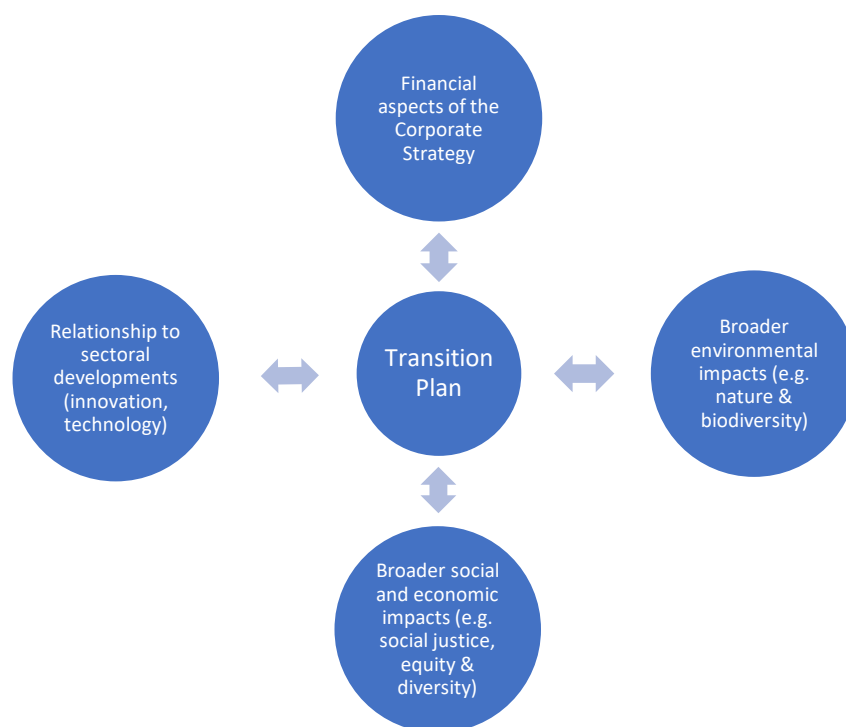 Financial
aspects of the
Corporate
Strategy
Relationship to
sectoral
developments
(innovation,
technology)
Transition
Plan
Broader
environmental
impacts (e.g.
nature &
biodiversity)
Broader social
and economic
impacts (e.g.
social justice,
equity &
diversity)